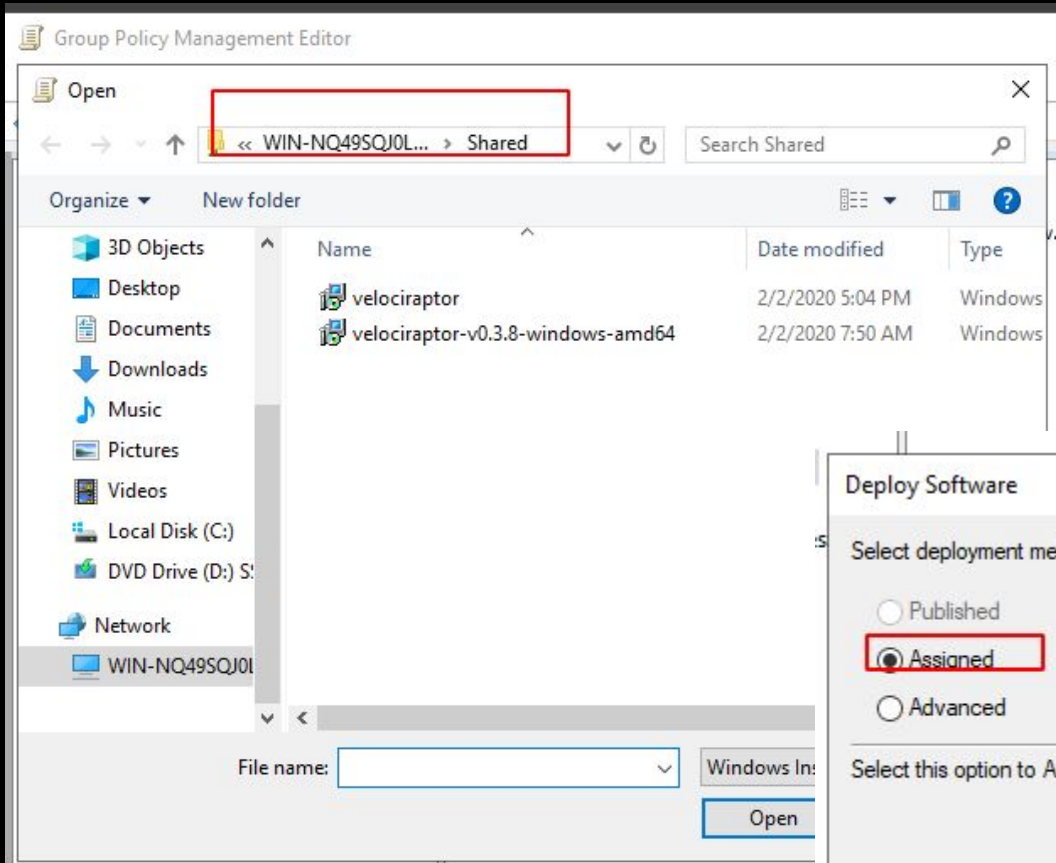 Group Policy Management Editor
Open
« WIN-NQ49SQJ0L... › Shared
Search Shared
Organize
New folder
Name
Date modified
Type
3D Objects
Desktop
Documents
Downloads
Music
Pictures
Videos
Local Disk (C:)
DVD Drive (D:)
Network
WIN-NQ49SQJ0L
velociraptor 2/2/2020 5:04 PM Windows
velociraptor-v0.3.8-windows-amd64 2/2/2020 7:50 AM Windows
File name:
Windows Ins
Open
Deploy Software
Select deployment me
Published
Assigned
Advanced
Select this option to A